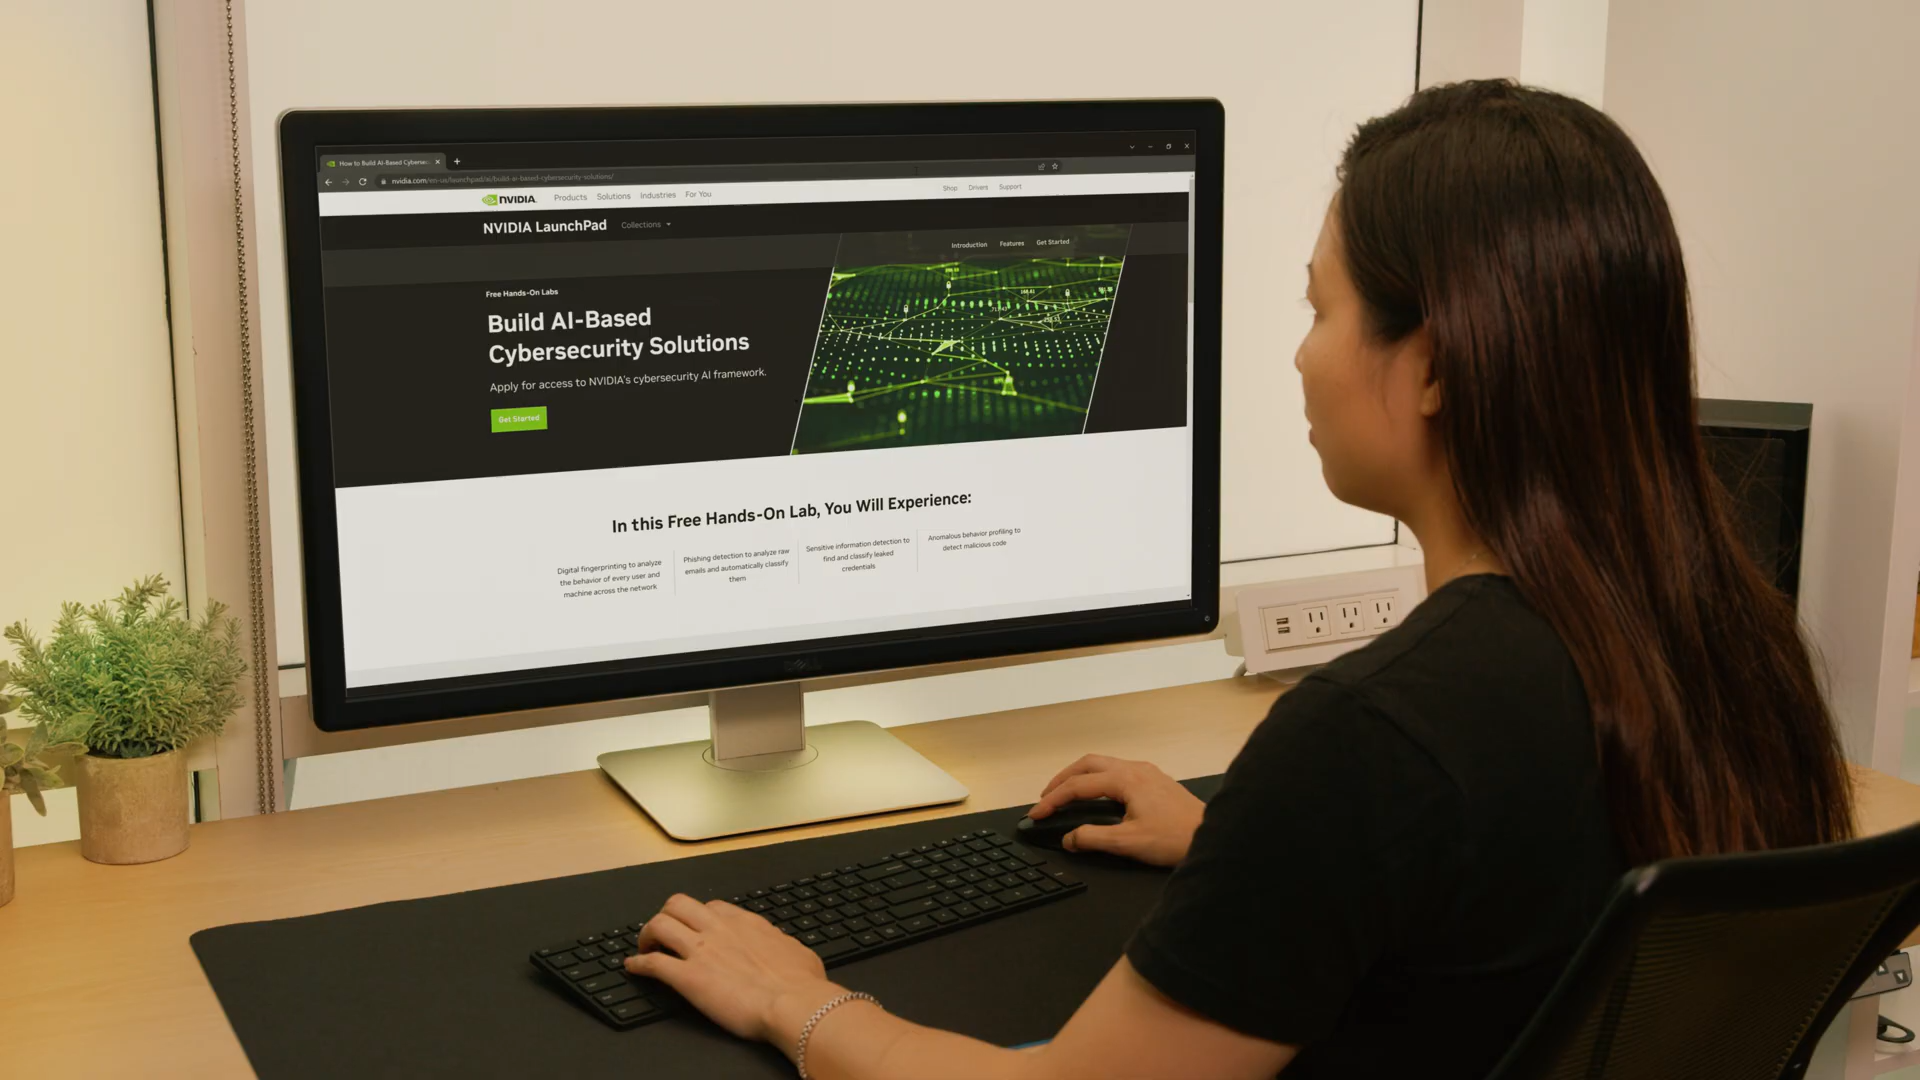 How to Build AI-Based Cyberse
nvidia.com/en-us/launchpad/ai/build-ai-based-cybersecurity-solutions/
NVIDIA. Products Solutions Industries For You Shop Drivers Support
NVIDIA LaunchPad Collections
Introduction Features Get Started
Free Hands-On Labs
Build AI-Based
Cybersecurity Solutions
Apply for access to NVIDIA's cybersecurity AI framework.
Get Started
In this Free Hands-On Lab, You Will Experience:
Digital fingerprinting to analyze
the behavior of every user and
machine across the network
Phishing detection to analyze raw
emails and automatically classify
them
Sensitive information detection to
find and classify leaked
credentials
Anomalous behavior profiling to
detect malicious code
DELL